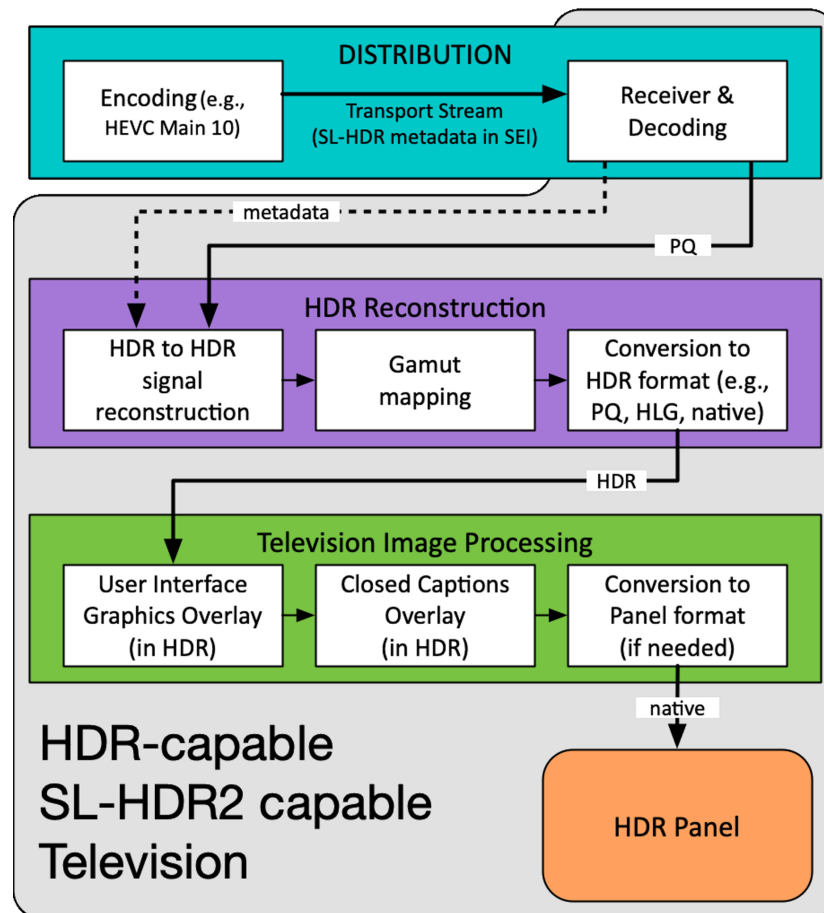 DISTRIBUTION
Encoding (e.g.,
HEVC Main 10)
Transport Stream
(SL-HDR metadata in SEI)
Receiver &
Decoding
metadata
PQ
HDR Reconstruction
HDR to HDR
signal
reconstruction
Gamut
mapping
Conversion to
HDR format (e.g.,
PQ, HLG, native)
HDR
Television Image Processing
User Interface
Graphics Overlay
(in HDR)
Closed Captions
Overlay
(in HDR)
Conversion to
Panel format
(if needed)
native
HDR-capable
SL-HDR2 capable
Television
HDR Panel